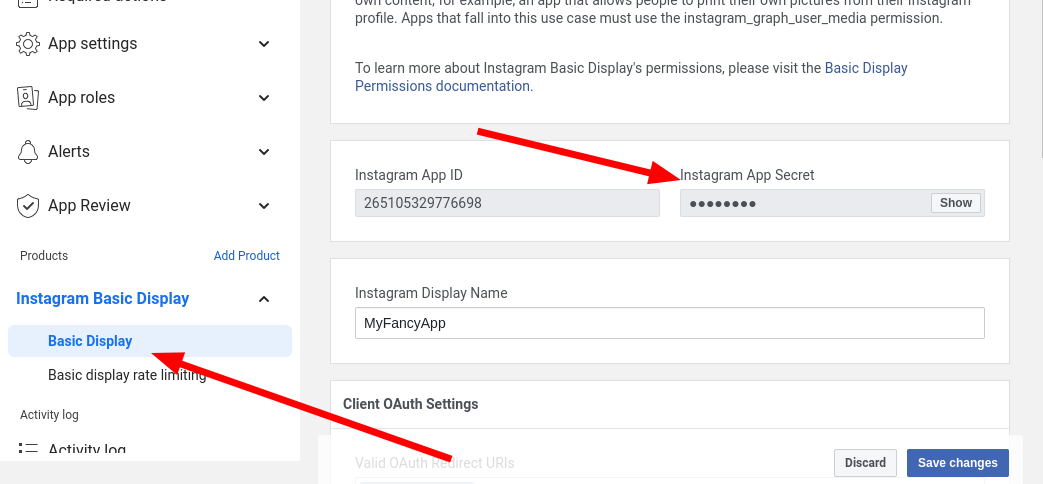 Required actions
App settings
App roles
Alerts
App Review
Products
Add Product
Instagram Basic Display
Basic Display
Basic display rate limiting
Activity log
Activity log
own content, for example, an app that allows people to print their own pictures from their Instagram
profile. Apps that fall into this use case must use the instagram_graph_user_media permission.
To learn more about Instagram Basic Display's permissions, please visit the Basic Display
Permissions documentation.
Instagram App ID
Instagram App Secret
265105329776698
●●●●●●●●
Show
Instagram Display Name
MyFancyApp
Client OAuth Settings
Valid OAuth Redirect URIs
Discard
Save changes